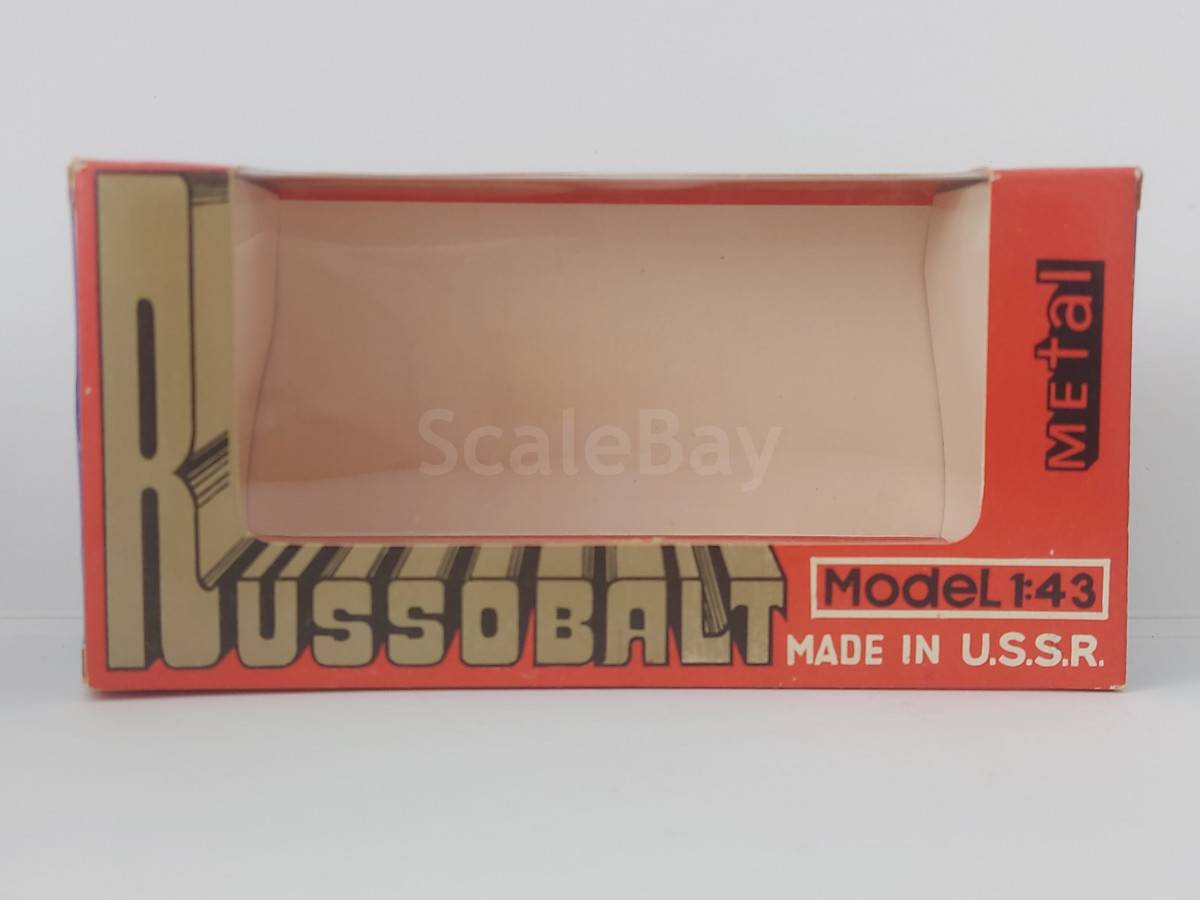 Metal
ScaleBay
RUSSOBALT
Model 1:43
MADE IN U.S.S.R.